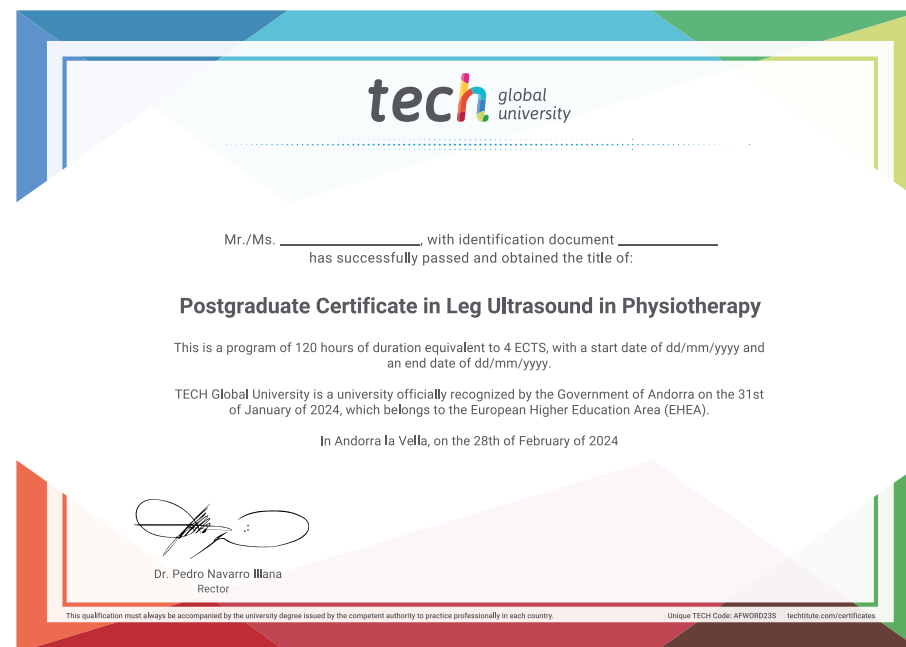 tech global university
Mr./Ms. ____________________, with identification document ______________
has successfully passed and obtained the title of:
Postgraduate Certificate in Leg Ultrasound in Physiotherapy
This is a program of 120 hours of duration equivalent to 4 ECTS, with a start date of dd/mm/yyyy and
an end date of dd/mm/yyyy.
TECH Global University is a university officially recognized by the Government of Andorra on the 31st
of January of 2024, which belongs to the European Higher Education Area (EHEA).
In Andorra la Vella, on the 28th of February of 2024
Dr. Pedro Navarro Illana
Rector
This qualification must always be accompanied by the university degree issued by the competent authority to practice professionally in each country.
Unique TECH Code: AFWORD23S techtitute.com/certificates